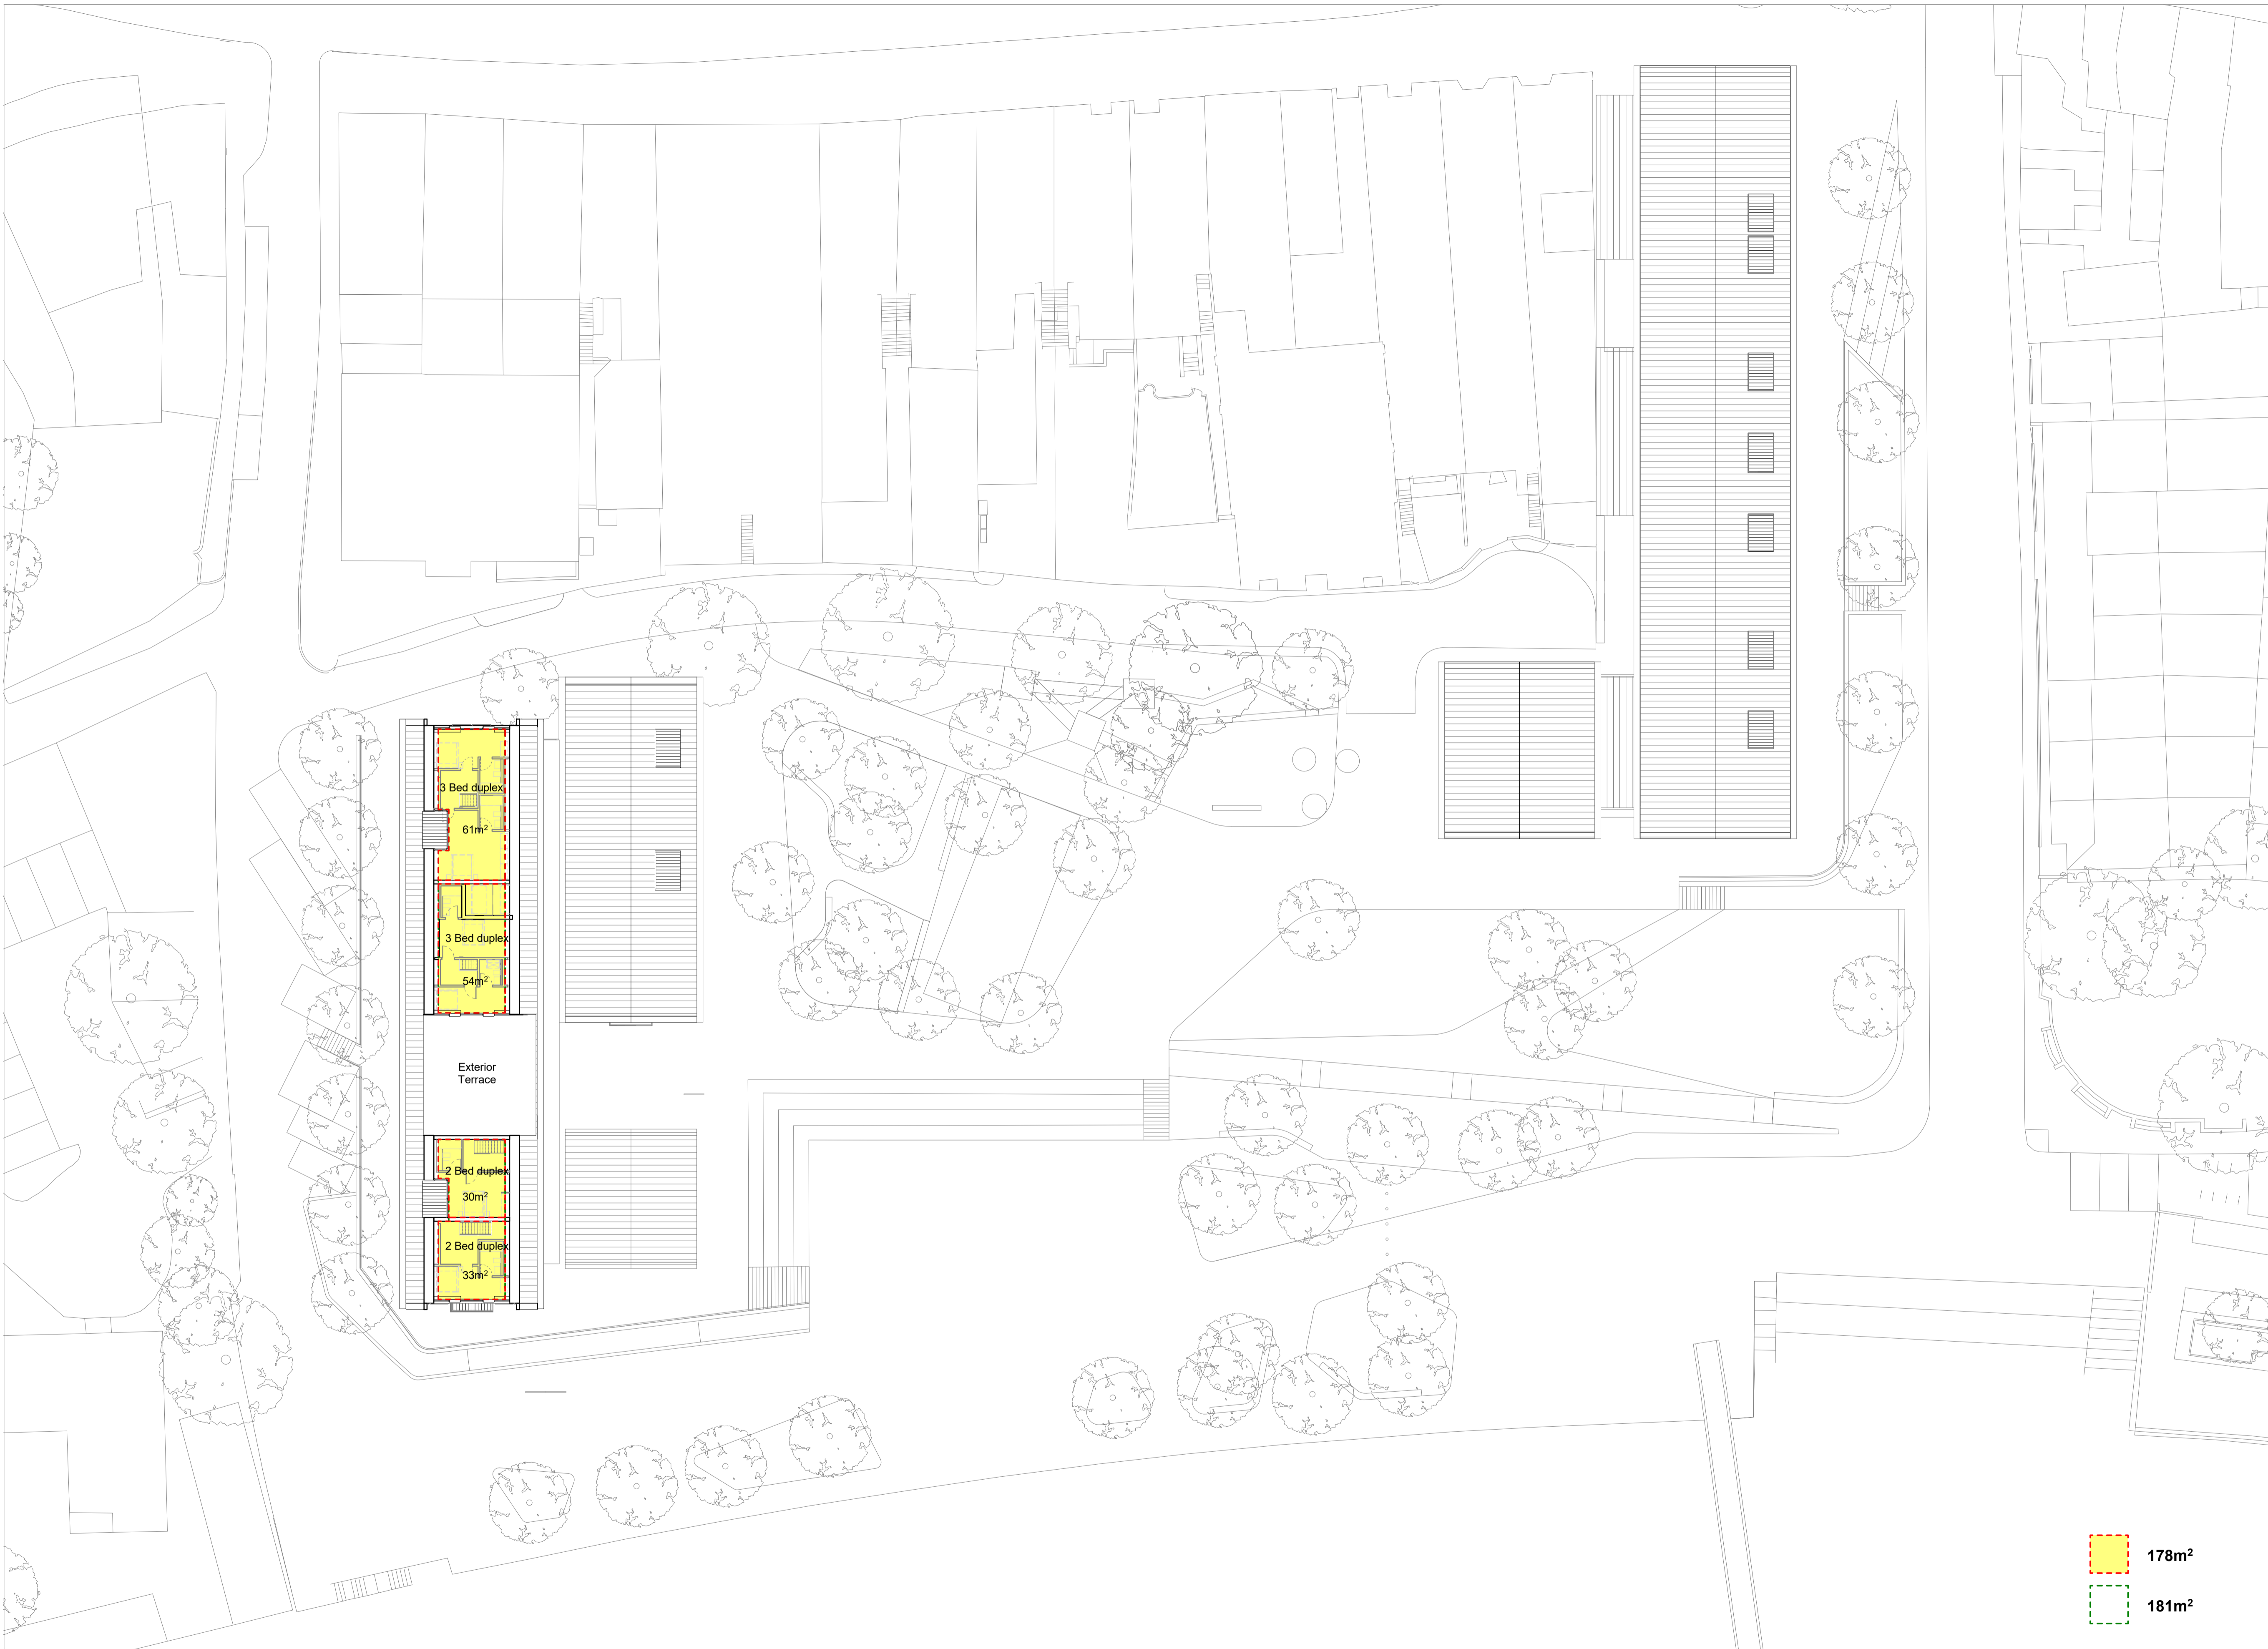 3 Bed duplex
61m²
3 Bed duplex
54m²
Exterior
Terrace
2 Bed duplex
30m²
2 Bed duplex
33m²
178m²
181m²